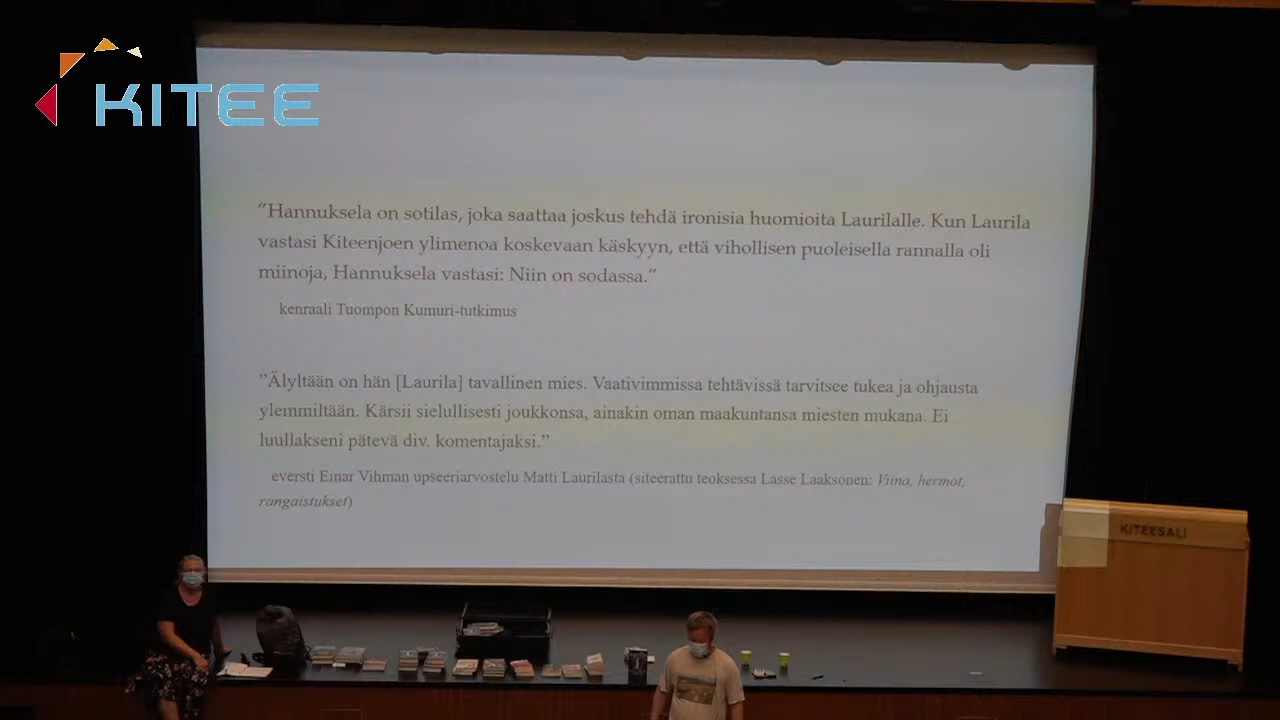 KITEE
”Hannuksela on sotilas, joka saattaa joskus tehdä ironisia huomioita Laurilalle. Kun Laurila
vastasi Kiteenjoen ylimenoa koskevaan käskyyn, että vihollisen puoleisella rannalla oli
miinoja, Hannuksela vastasi: Niin on sodassa.”
kenraali Tuompon Kumuri-tutkimus
”Älyltään on hän [Laurila] tavallinen mies. Vaativimmissa tehtävissä tarvitsee tukea ja ohjausta
ylemmiltään. Kärsii sielullisesti joukkonsa, ainakin oman maakuntansa miesten mukana. Ei
luullakseni pätevä div. komentajaksi.”
eversti Einar Vihman upseeriarvostelu Matti Laurilasta (siteerattu teoksessa Lasse Laaksonen: Viina, hermot,
rangaistukset)
KITEESALI